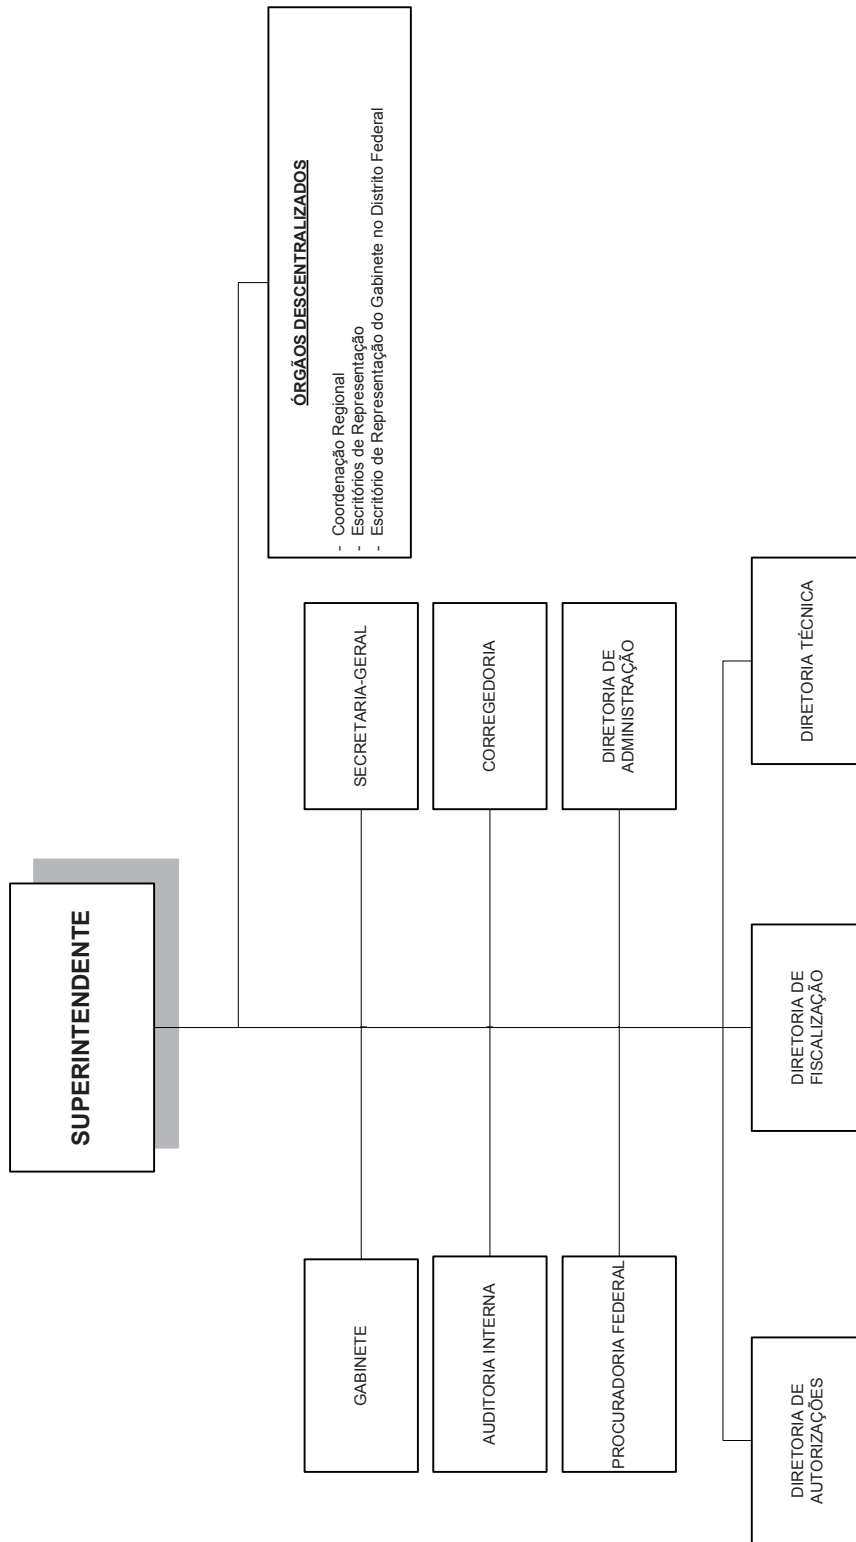 SUPERINTENDENTE
ÓRGÃOS DESCENTRALIZADOS
- Coordenação Regional
- Escritórios de Representação
- Escritório de Representação do Gabinete no Distrito Federal
GABINETE
SECRETARIA-GERAL
AUDITORIA INTERNA
CORREGEDORIA
PROCURADORIA FEDERAL
DIRETORIA DE
ADMINISTRAÇÃO
DIRETORIA DE
AUTORIZAÇÕES
DIRETORIA DE
FISCALIZAÇÃO
DIRETORIA TÉCNICA